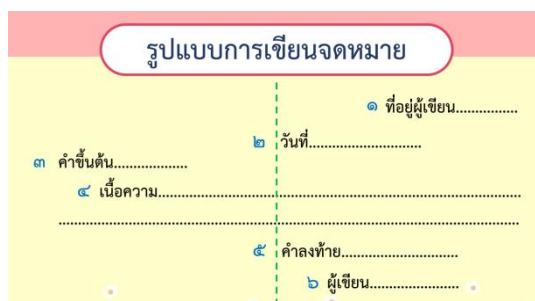 รูปแบบการเขียนจดหมาย
๑ ที่อยู่ผู้เขียน................
๒ วันที่.............................
๓ คำขึ้นต้น...................
๔ เนื้อความ..............................................................................................
......................................................................................................................
๕ คำลงท้าย..............................
๖ ผู้เขียน.......................